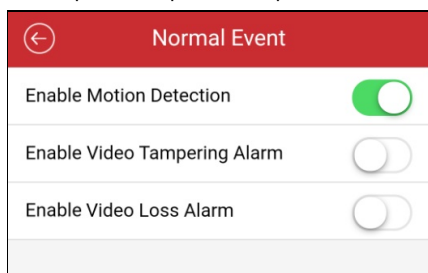 Normal Event
Enable Motion Detection
Enable Video Tampering Alarm
Enable Video Loss Alarm